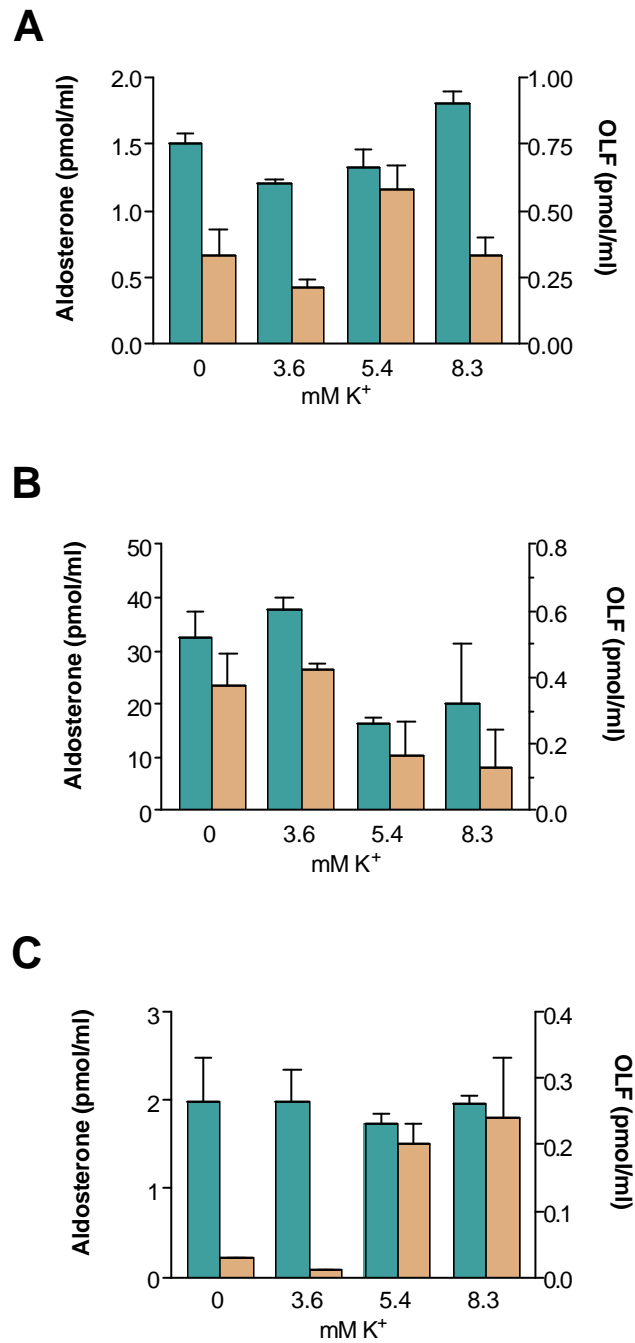 A
Aldosterone (pmol/ml)
2.0
1.5
1.0
0.5
0.0
1.00
0.75
0.50
0.25
0.00
OLF
(pmol/ml)
0 3.6 5.4 8.3
mM K⁺
B
Aldosterone (pmol/ml)
50
40
30
20
10
0
0.8
0.6
0.4
0.2
0.0
OLF
(pmol/ml)
0 3.6 5.4 8.3
mM K⁺
C
Aldosterone (pmol/ml)
3
2
1
0
0.4
0.3
0.2
0.1
0.0
OLF
(pmol/ml)
0 3.6 5.4 8.3
mM K⁺